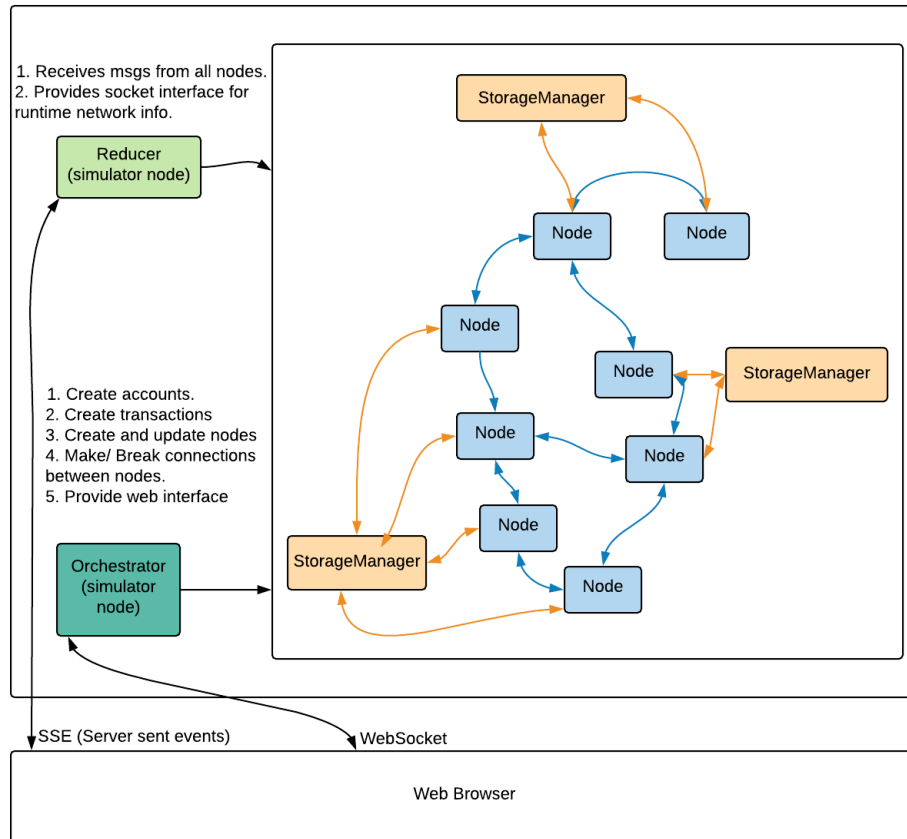 1. Receives msgs from all nodes.
2. Provides socket interface for
runtime network info.
Reducer
(simulator node)
StorageManager
Node
Node
Node
Node
StorageManager
1. Create accounts.
2. Create transactions
3. Create and update nodes
4. Make/ Break connections
between nodes.
5. Provide web interface
Node
Node
Node
StorageManager
Node
Orchestrator
(simulator
node)
SSE (Server sent events)
WebSocket
Web Browser